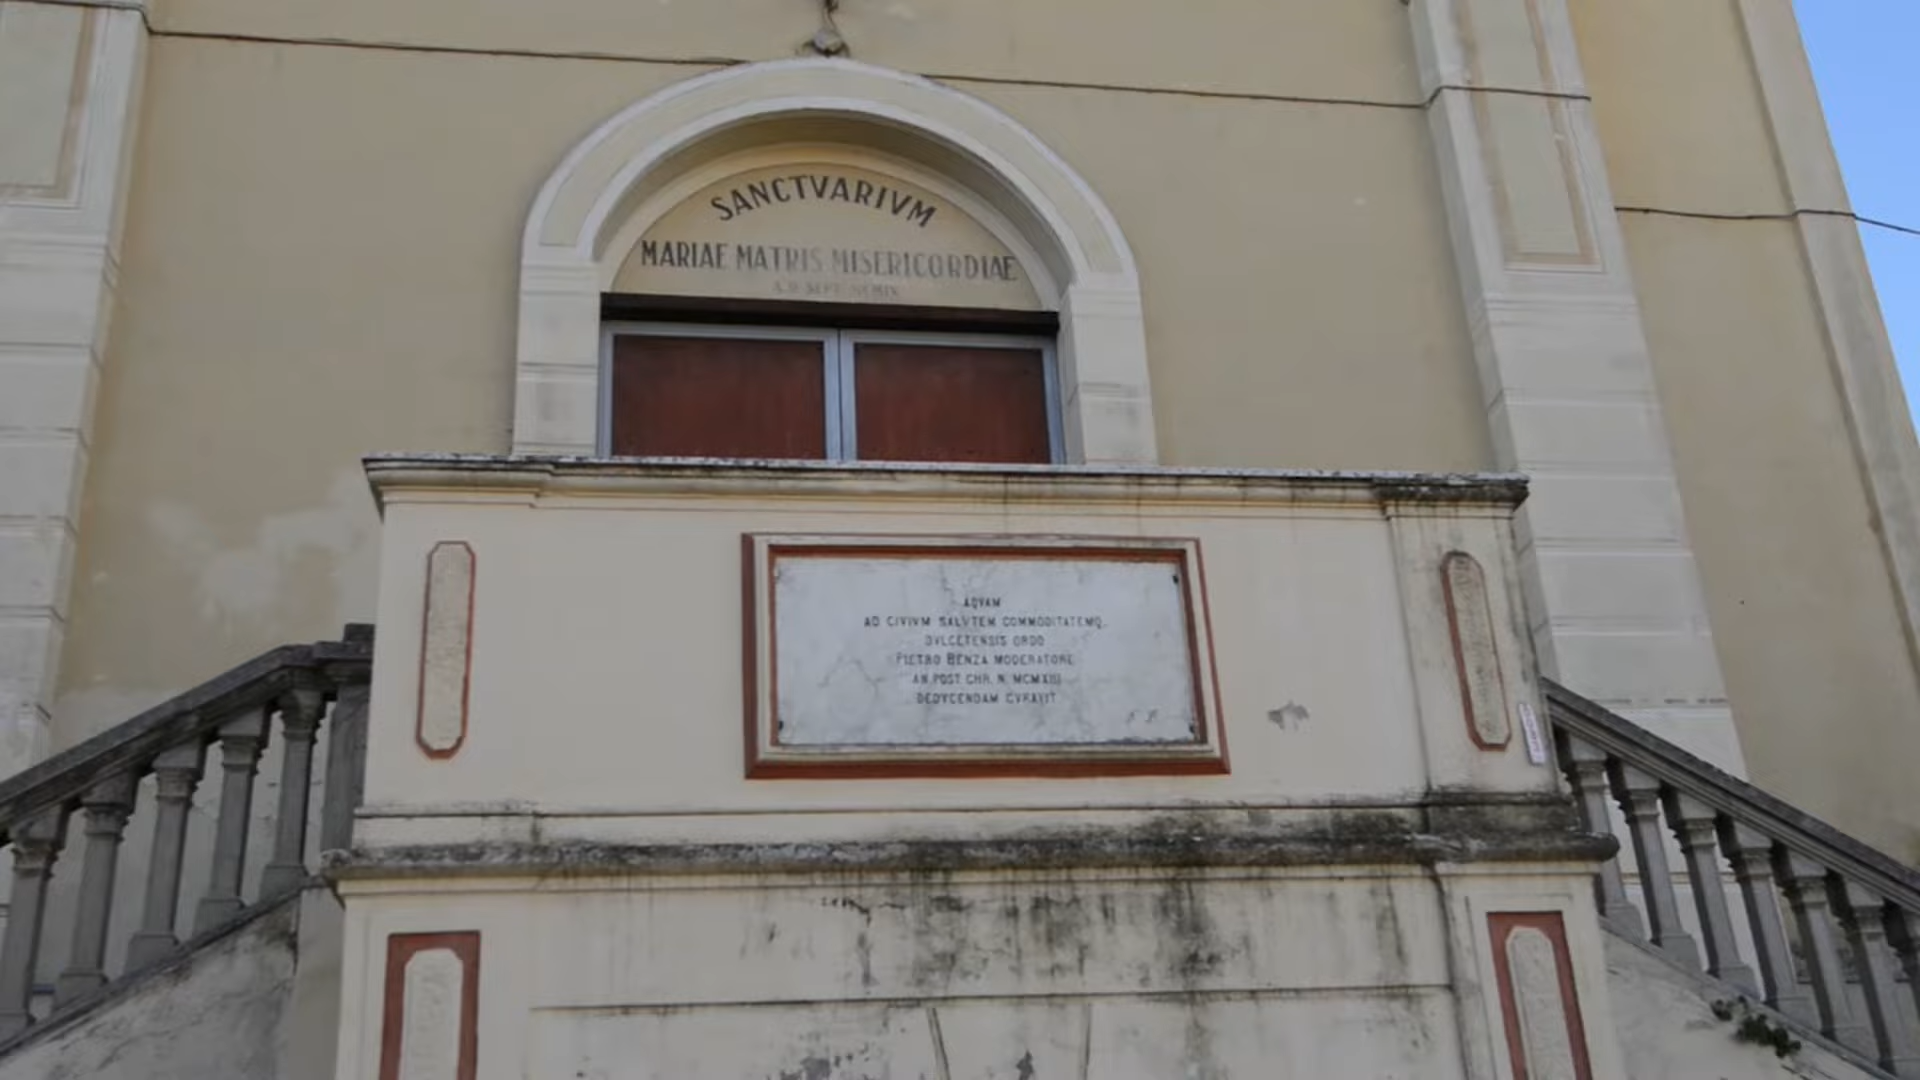 SANCTVARIVM
MARIAE MATRIS MISERICORDIAE
AQVAM
AD CIVIVM SALVTEM COMMODITATEMQ.
DVLCETENSIS ORDO
PIETRO BENZA MODERATORE
AN. POST CHR. N. MCMXIII
DEDVCENDAM CVRAVIT